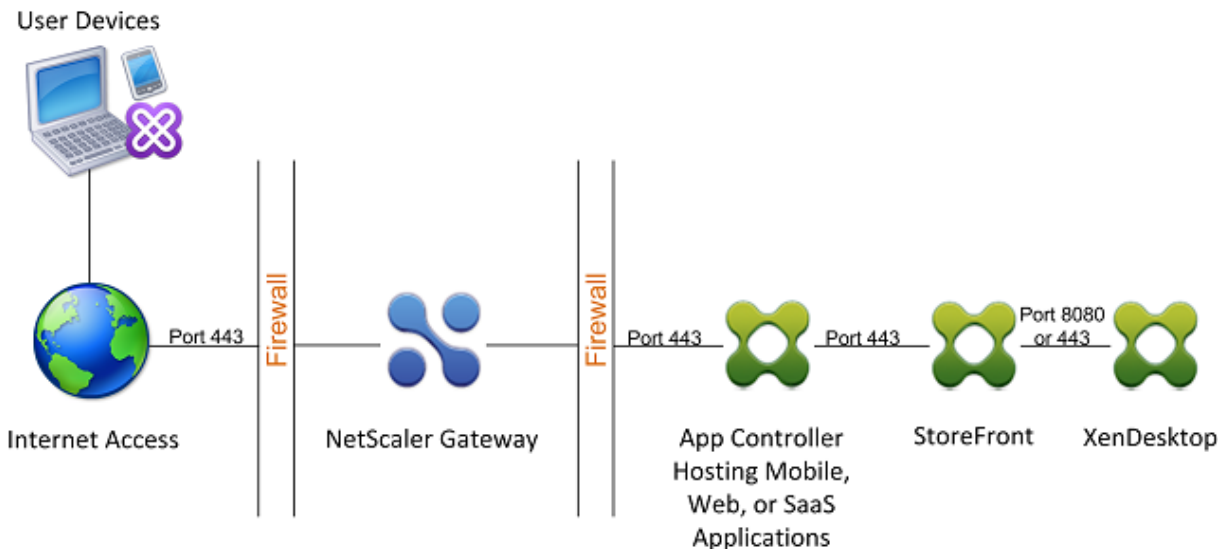 User Devices
Port 443
Firewall
Firewall
Port 443
Port 443
Port 8080
or 443
Internet Access
NetScaler Gateway
App Controller
Hosting Mobile,
Web, or SaaS
Applications
StoreFront
XenDesktop